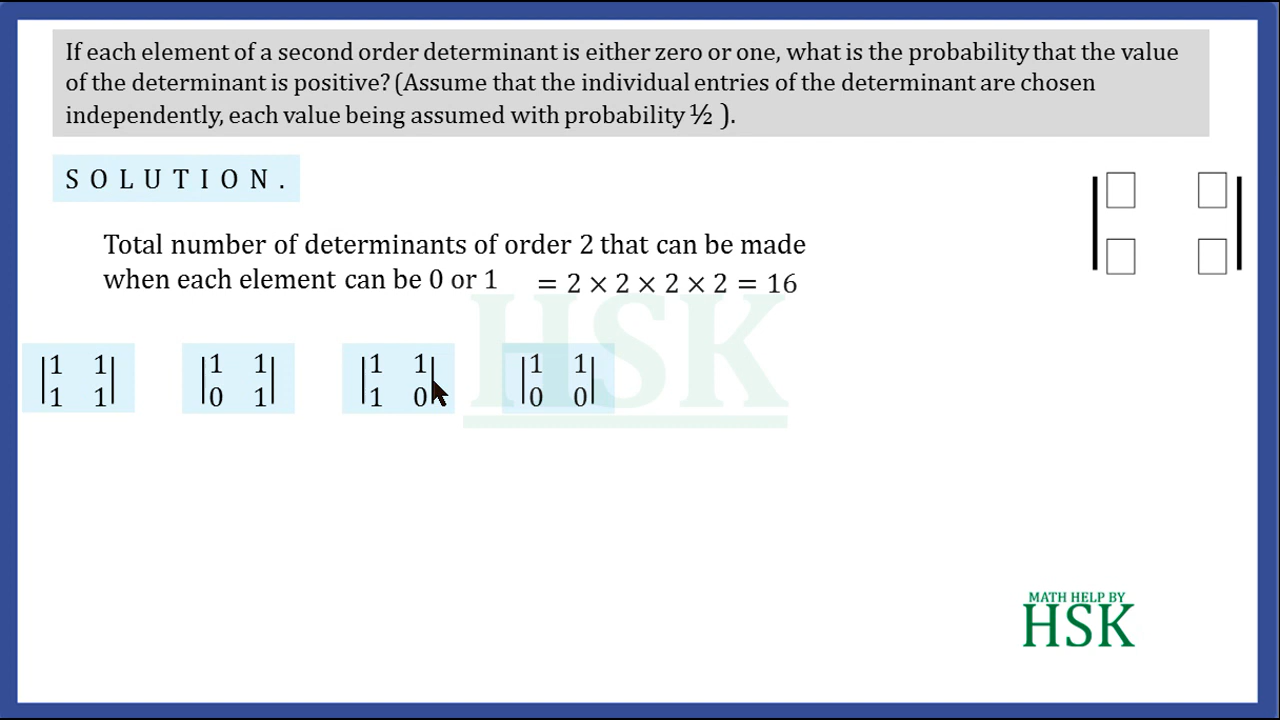 If each element of a second order determinant is either zero or one, what is the probability that the value
of the determinant is positive? (Assume that the individual entries of the determinant are chosen
independently, each value being assumed with probability ½ ).
S O L U T I O N .
Total number of determinants of order 2 that can be made
when each element can be 0 or 1 = 2 × 2 × 2 × 2 = 16
HSK
|1 1| |1 1| |1 1| |1 1|
|1 1| |0 1| |1 0| |0 0|
MATH HELP BY
HSK